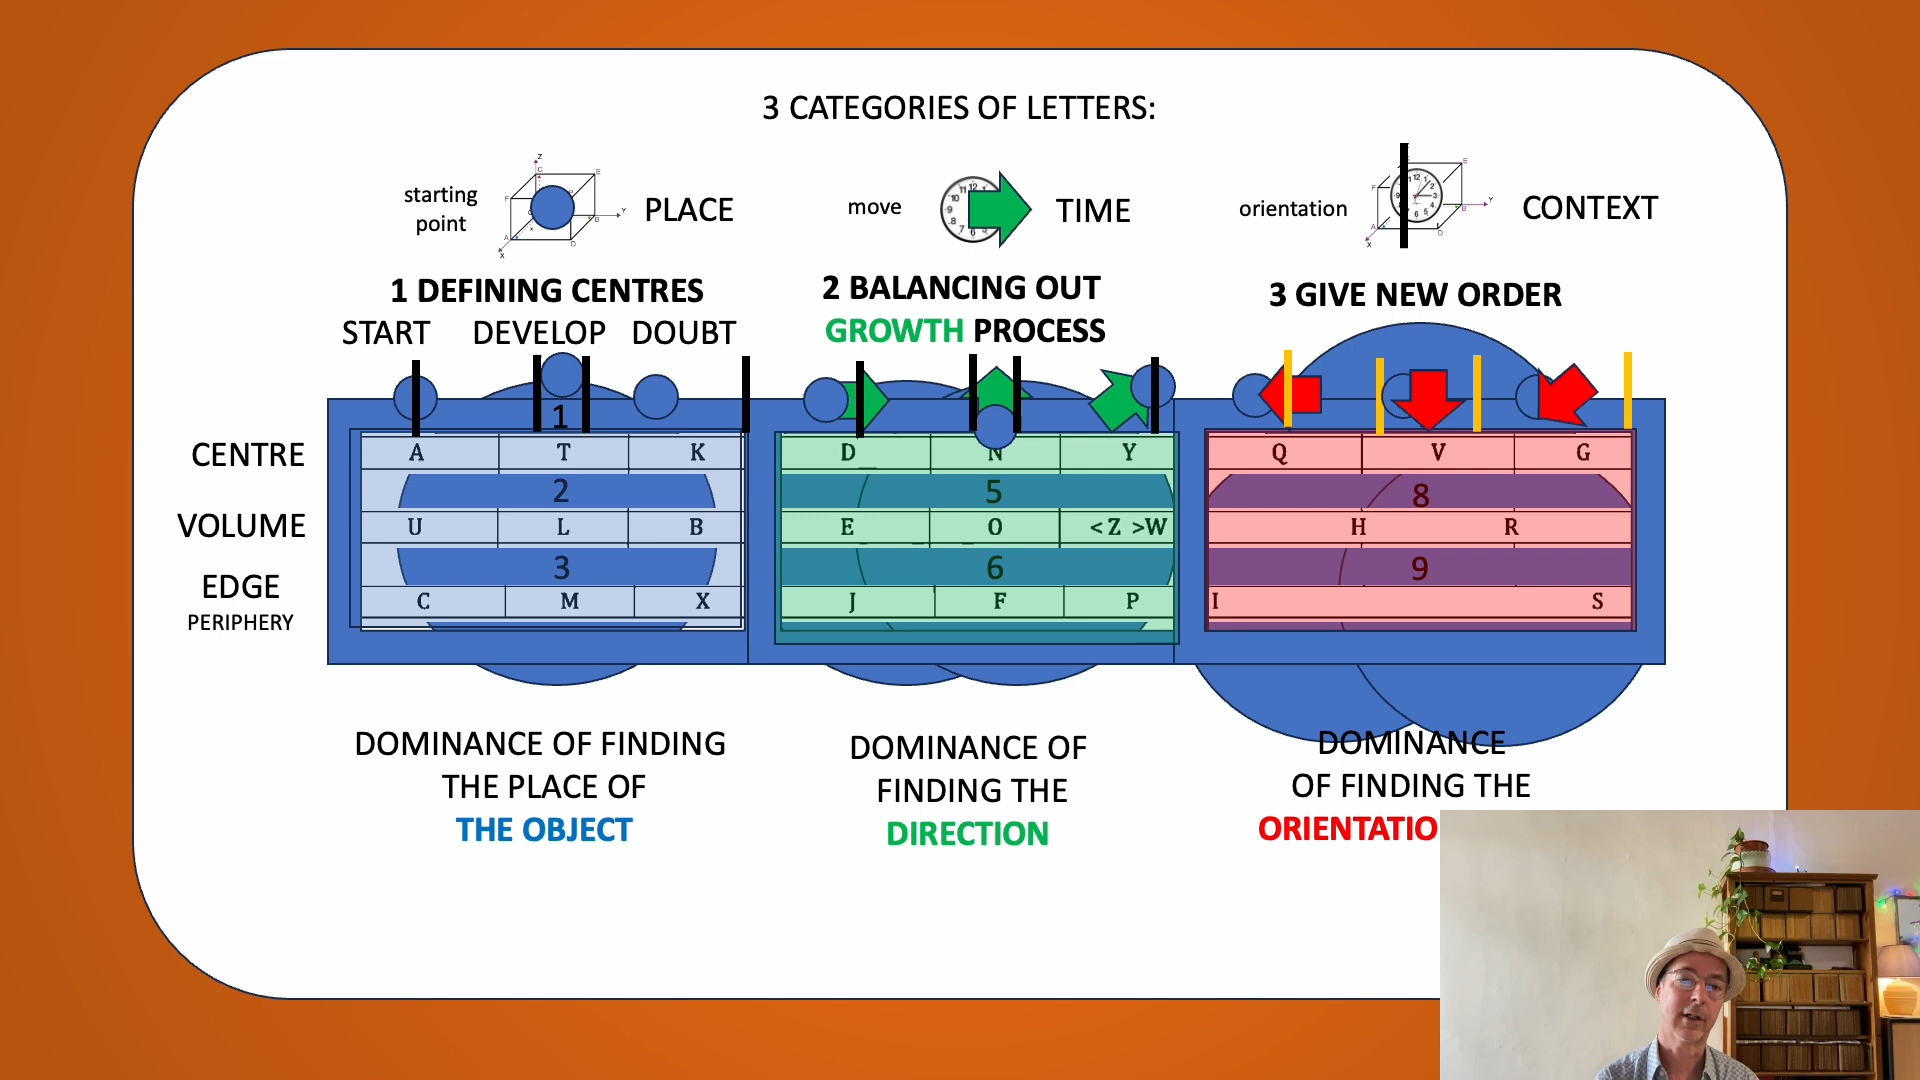 3 CATEGORIES OF LETTERS:
starting point
PLACE
move
TIME
orientation
CONTEXT
1 DEFINING CENTRES
START DEVELOP DOUBT
2 BALANCING OUT
GROWTH PROCESS
3 GIVE NEW ORDER
1
CENTRE A T K D N Y Q V G
2 5 8
VOLUME U L B E O < Z >W H R
3 6 9
EDGE
PERIPHERY
C M X J F P I S
DOMINANCE OF FINDING
THE PLACE OF
THE OBJECT
DOMINANCE OF
FINDING THE
DIRECTION
DOMINANCE
OF FINDING THE
ORIENTATIO